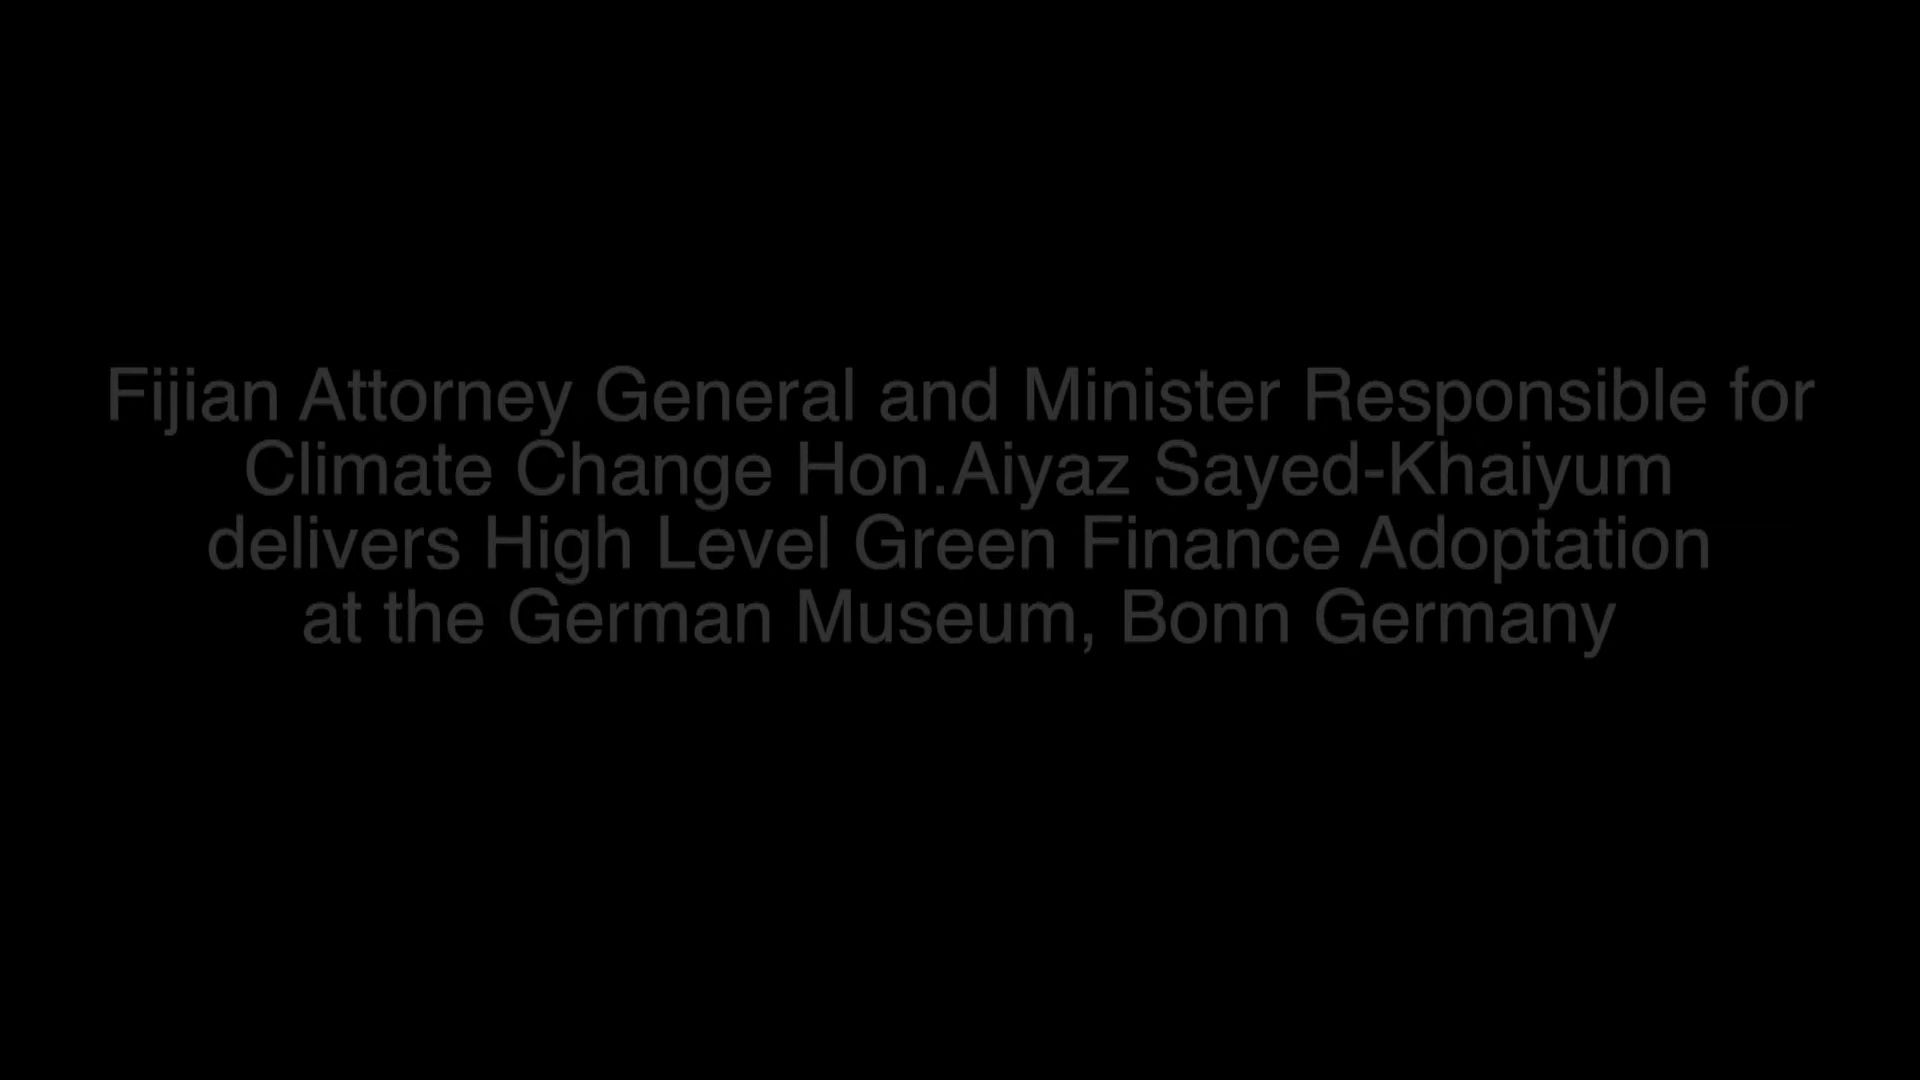 Fijian Attorney General and Minister Responsible for
Climate Change Hon.Aiyaz Sayed-Khaiyum
delivers High Level Green Finance Adoptation
at the German Museum, Bonn Germany